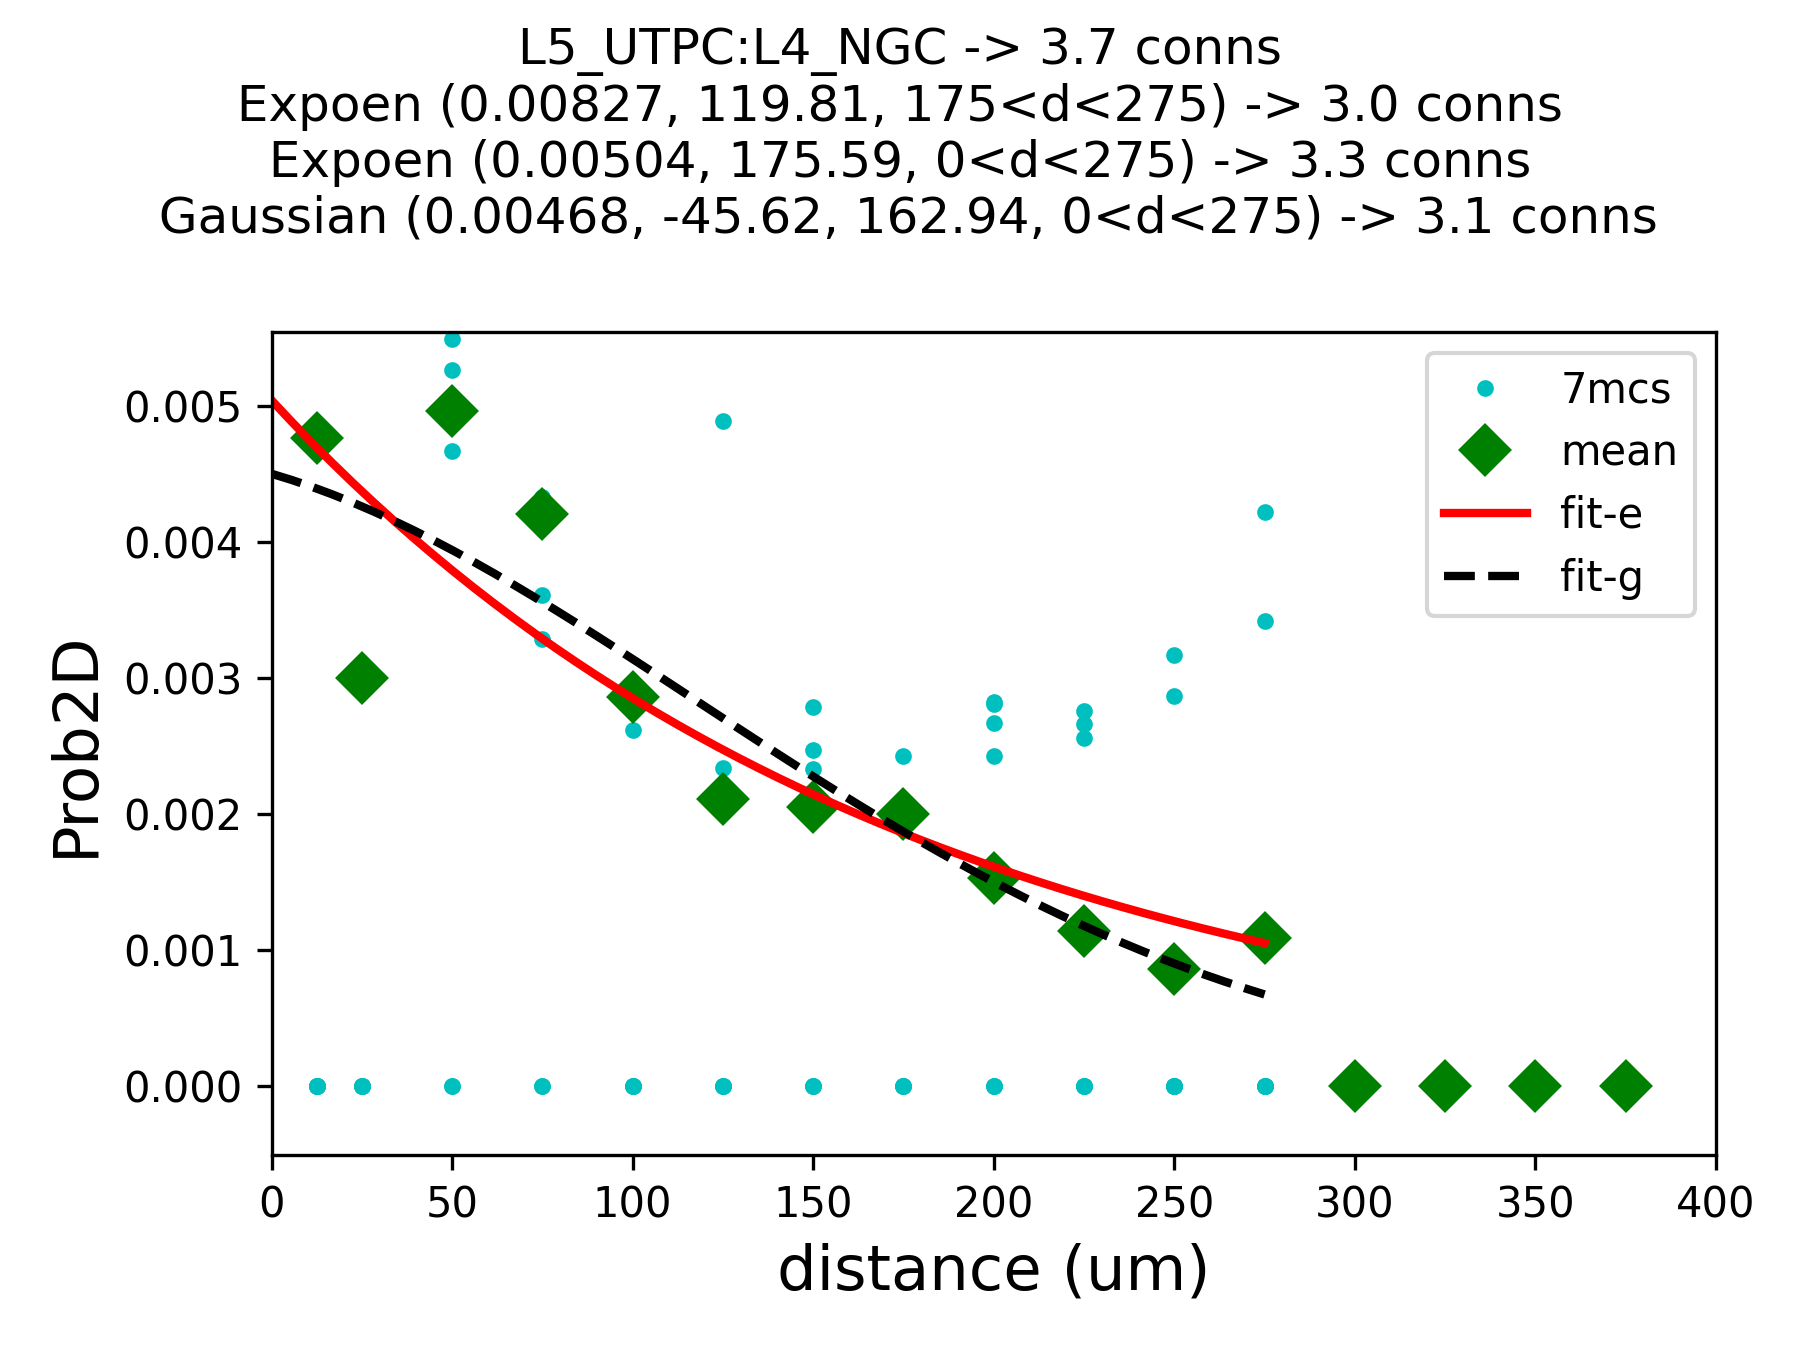 L5_UTPC:L4_NGC -> 3.7 conns
Expoen (0.00827, 119.81, 175<d<275) -> 3.0 conns
Expoen (0.00504, 175.59, 0<d<275) -> 3.3 conns
Gaussian (0.00468, -45.62, 162.94, 0<d<275) -> 3.1 conns
7mcs
mean
fit-e
fit-g
Prob2D
0.005
0.004
0.003
0.002
0.001
0.000
0 50 100 150 200 250 300 350 400
distance (um)